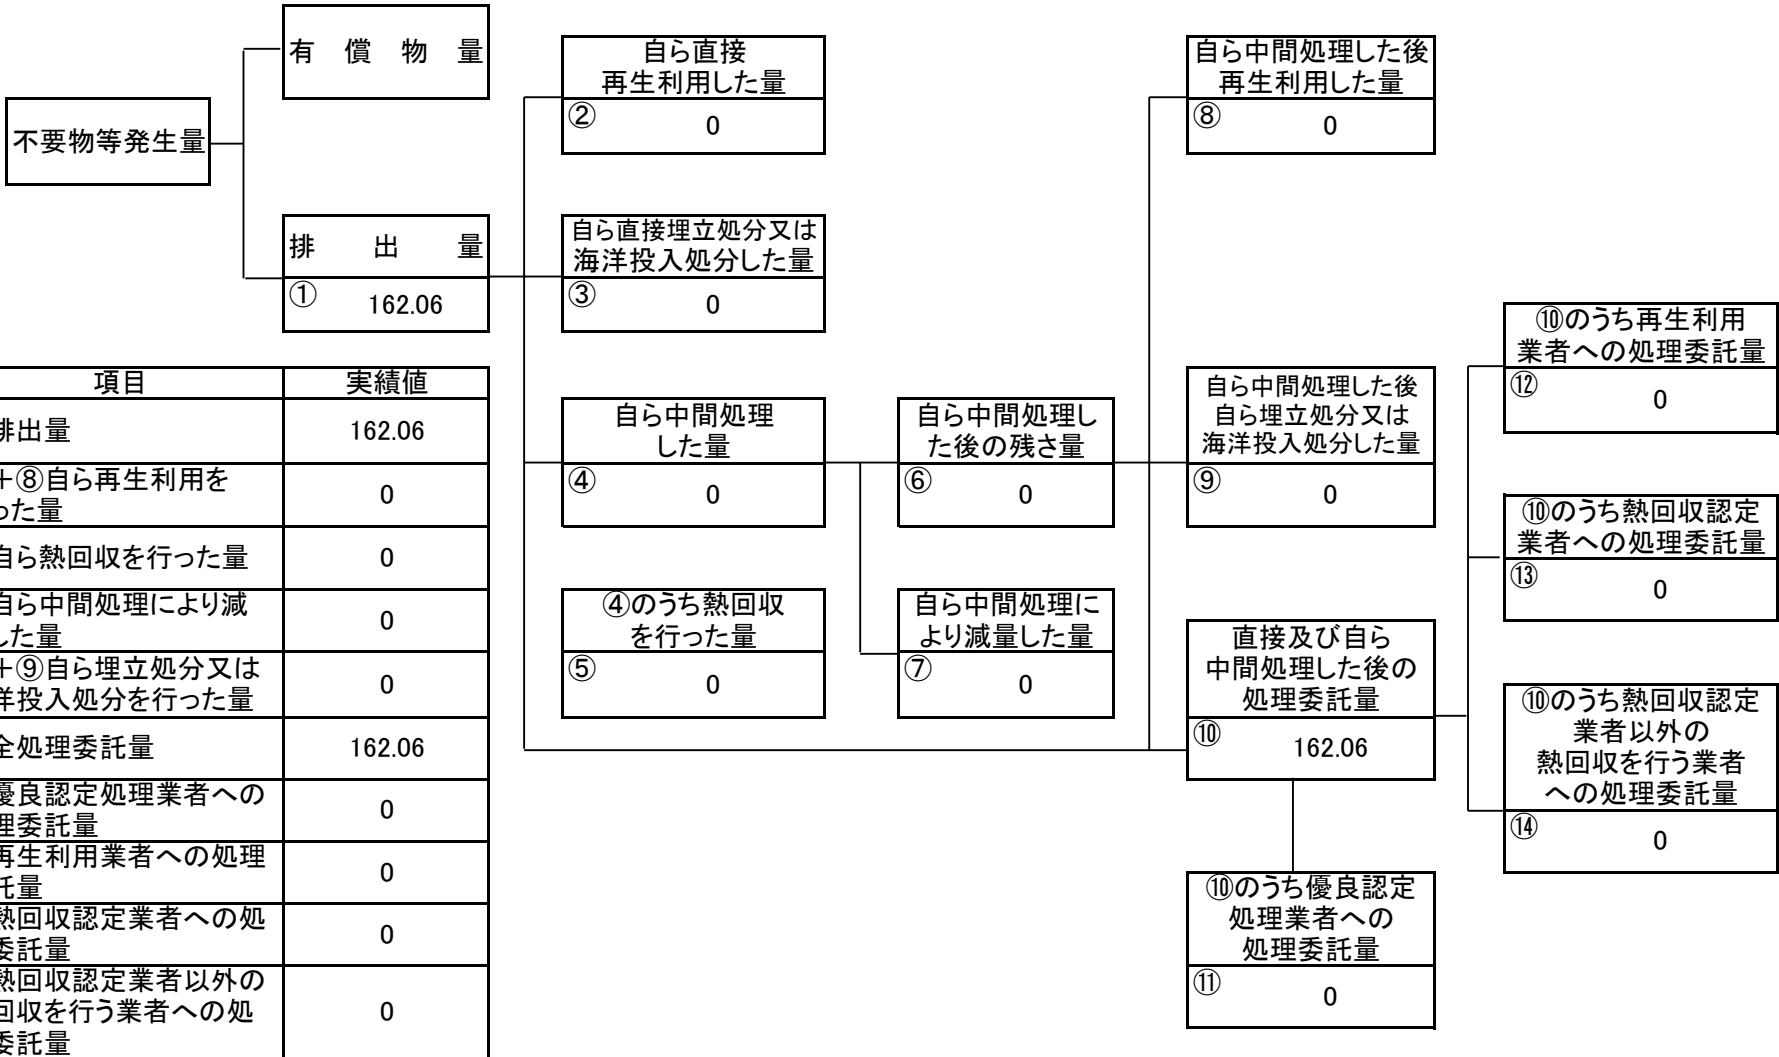 有 償 物 量
不要物等発生量
排 出 量
① 162.06
自ら直接
再生利用した量
② 0
自ら直接埋立処分又は
海洋投入処分した量
③ 0
自ら中間処理
した量
④ 0
④のうち熱回収
を行った量
⑤ 0
自ら中間処理し
た後の残さ量
⑥ 0
自ら中間処理に
より減量した量
⑦ 0
自ら中間処理した後
再生利用した量
⑧ 0
自ら中間処理した後
自ら埋立処分又は
海洋投入処分した量
⑨ 0
直接及び自ら
中間処理した後の
処理委託量
⑩ 162.06
⑩のうち優良認定
処理業者への
処理委託量
⑪ 0
⑩のうち再生利用
業者への処理委託量
⑫ 0
⑩のうち熱回収認定
業者への処理委託量
⑬ 0
⑩のうち熱回収認定
業者以外の
熱回収を行う業者
への処理委託量
⑭ 0
項目 実績値
排出量 162.06
+⑧自ら再生利用を
った量 0
自ら熱回収を行った量 0
自ら中間処理により減
した量 0
+⑨自ら埋立処分又は
洋投入処分を行った量 0
全処理委託量 162.06
優良認定処理業者への
理委託量 0
再生利用業者への処理
託量 0
熱回収認定業者への処
委託量 0
熱回収認定業者以外の
回収を行う業者への処
委託量 0